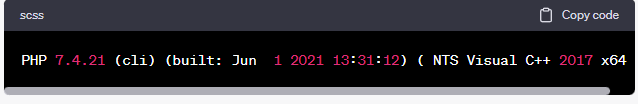 scss Copy code
PHP 7.4.21 (cli) (built: Jun  1 2021 13:31:12) ( NTS Visual C++ 2017 x64